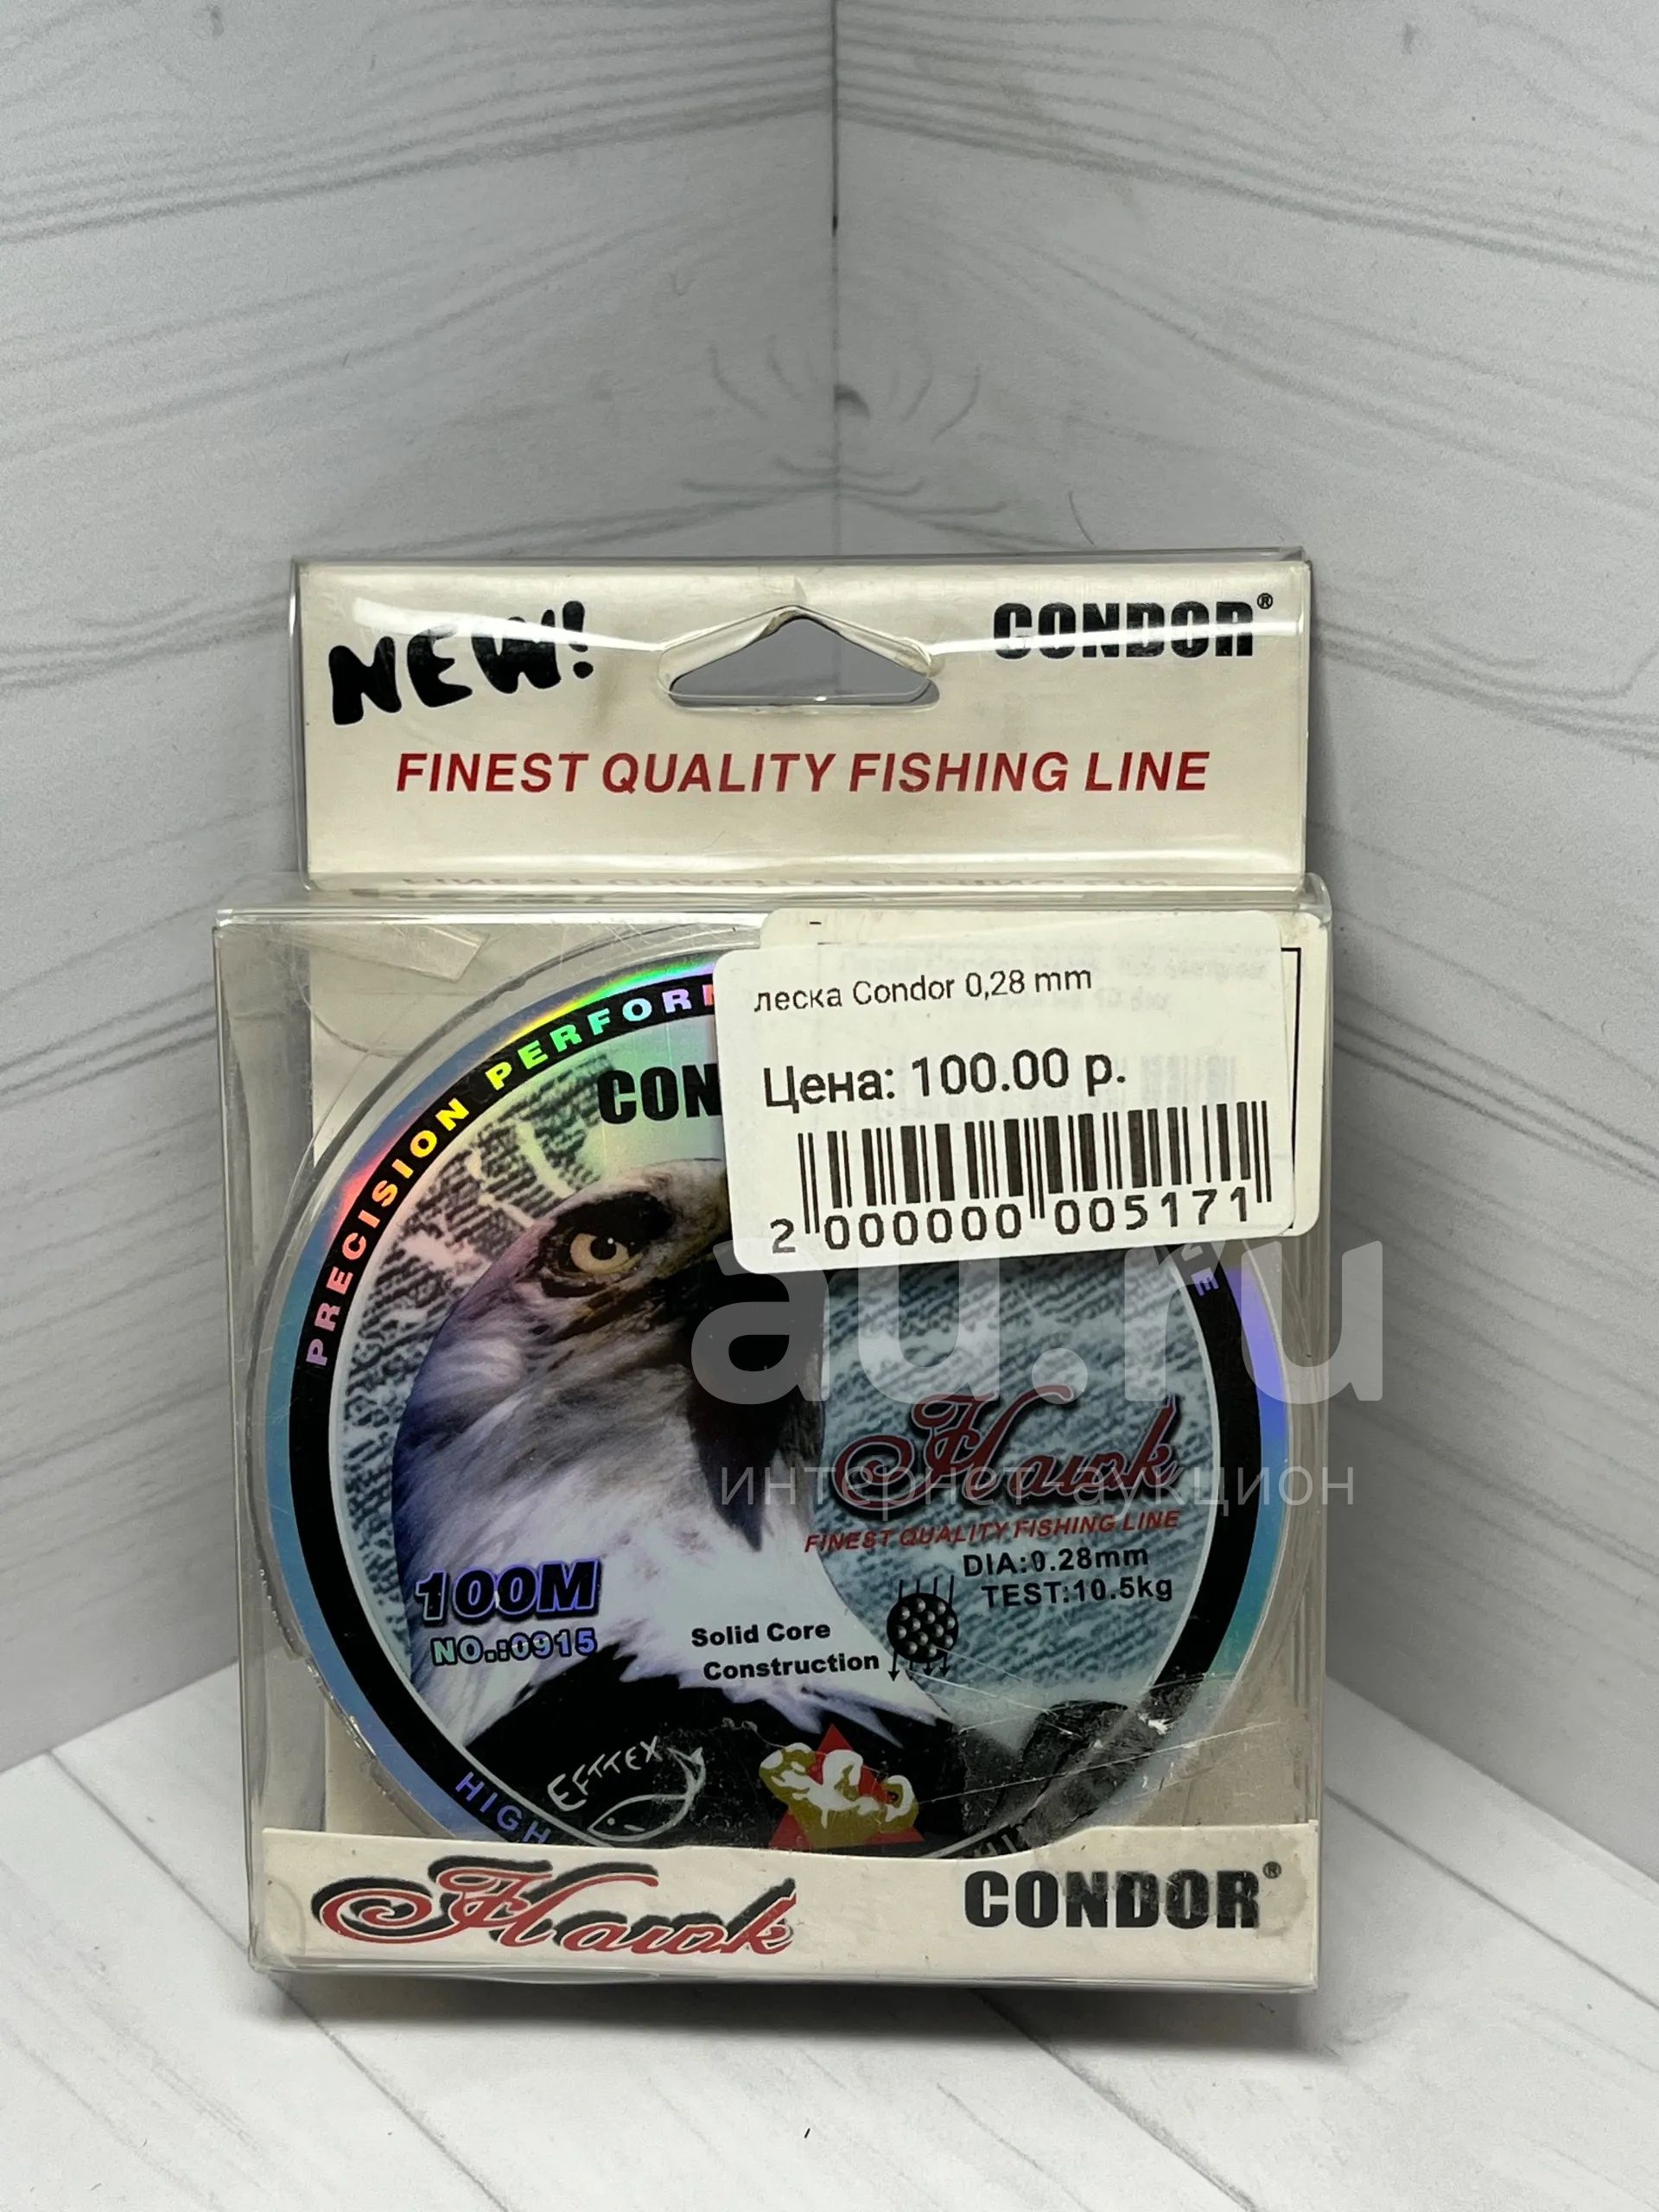 NEW!
CONDOR®
FINEST QUALITY FISHING LINE
леска Condor 0,28 mm
Цена: 100.00 р.
2 000000 005171
PRECISION PERFORM
CON
au.ru
интернет аукцион
Hawk
FINEST QUALITY FISHING LINE
DIA:0.28mm
TEST:10.5kg
100M
NO.:0915
Solid Core
Construction
EFTTEX
HIGH
Hawk
CONDOR®